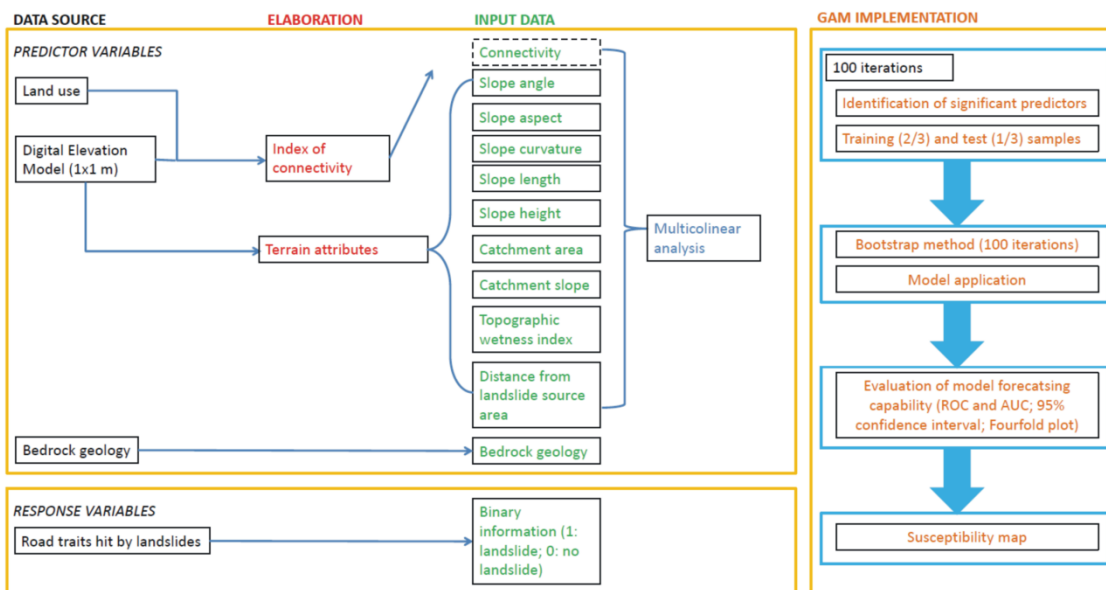 DATA SOURCE
ELABORATION
INPUT DATA
PREDICTOR VARIABLES
Land use
Digital Elevation
Model (1x1 m)
Index of
connectivity
Terrain attributes
Connectivity
Slope angle
Slope aspect
Slope curvature
Slope length
Slope height
Catchment area
Catchment slope
Topographic
wetness index
Distance from
landslide source
area
Multicolinear
analysis
Bedrock geology
Bedrock geology
RESPONSE VARIABLES
Road traits hit by landslides
Binary
information (1:
landslide; 0: no
landslide)
GAM IMPLEMENTATION
100 iterations
Identification of significant predictors
Training (2/3) and test (1/3) samples
Bootstrap method (100 iterations)
Model application
Evaluation of model forecatsing
capability (ROC and AUC; 95%
confidence interval; Fourfold plot)
Susceptibility map